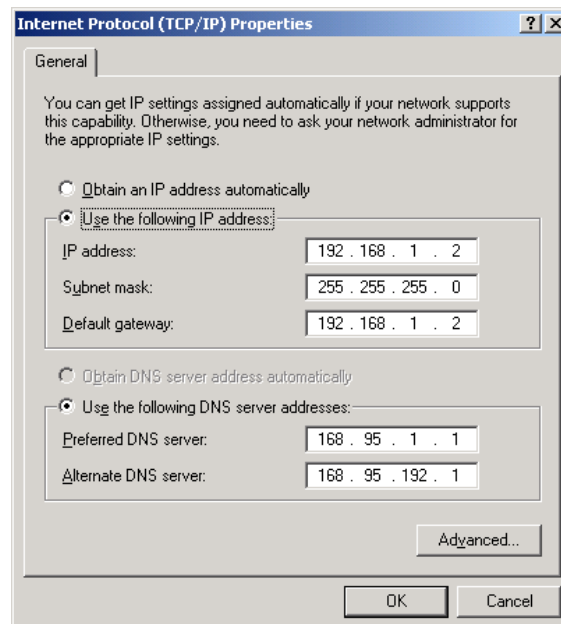 Internet Protocol (TCP/IP) Properties
General
You can get IP settings assigned automatically if your network supports
this capability. Otherwise, you need to ask your network administrator for
the appropriate IP settings.
Obtain an IP address automatically
Use the following IP address:
IP address: 192 . 168 . 1 . 2
Subnet mask: 255 . 255 . 255 . 0
Default gateway: 192 . 168 . 1 . 2
Obtain DNS server address automatically
Use the following DNS server addresses:
Preferred DNS server: 168 . 95 . 1 . 1
Alternate DNS server: 168 . 95 . 192 . 1
Advanced...
OK Cancel